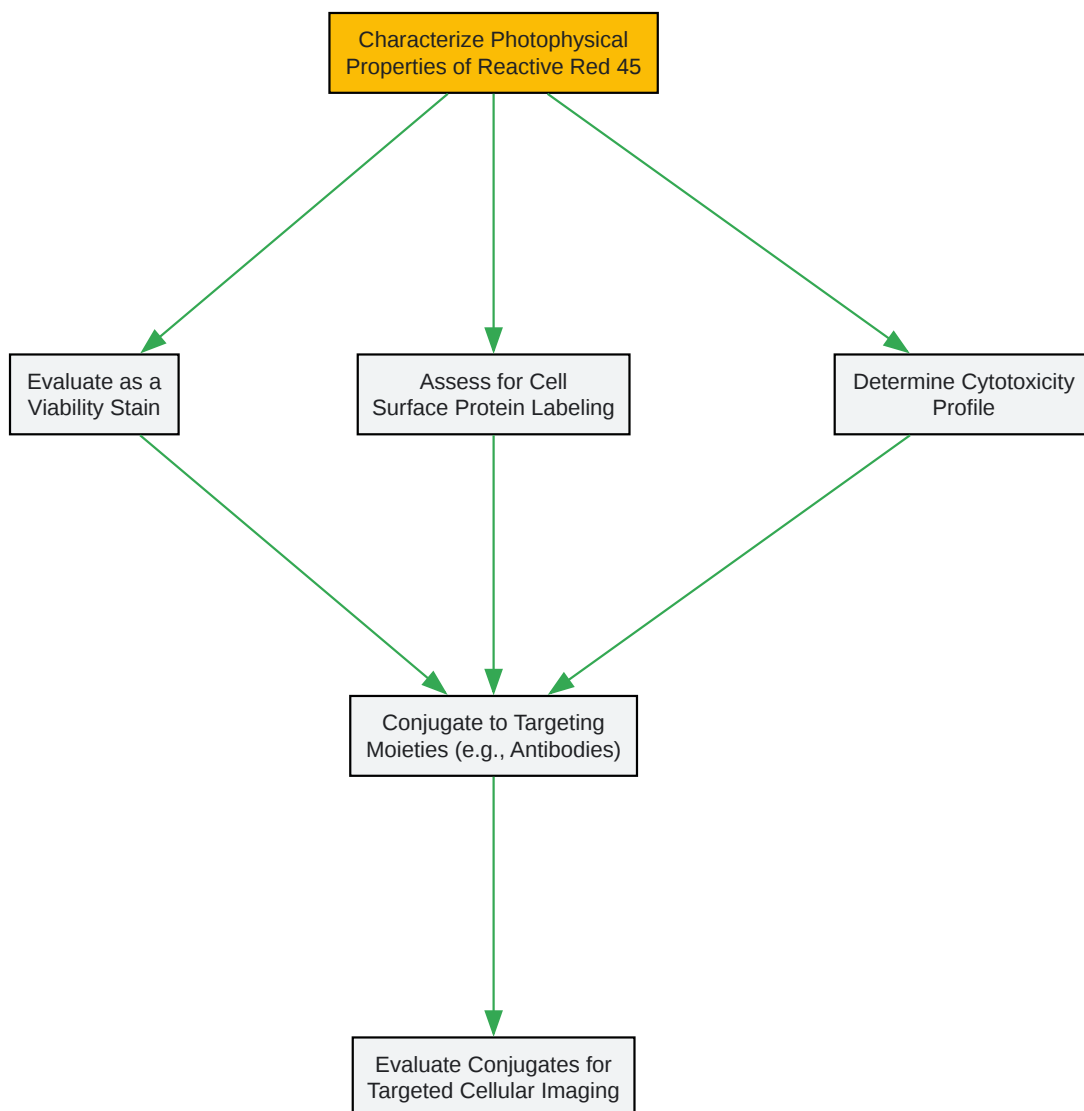 Characterize Photophysical
Properties of Reactive Red 45
Evaluate as a
Viability Stain
Assess for Cell
Surface Protein Labeling
Determine Cytotoxicity
Profile
Conjugate to Targeting
Moieties (e.g., Antibodies)
Evaluate Conjugates for
Targeted Cellular Imaging